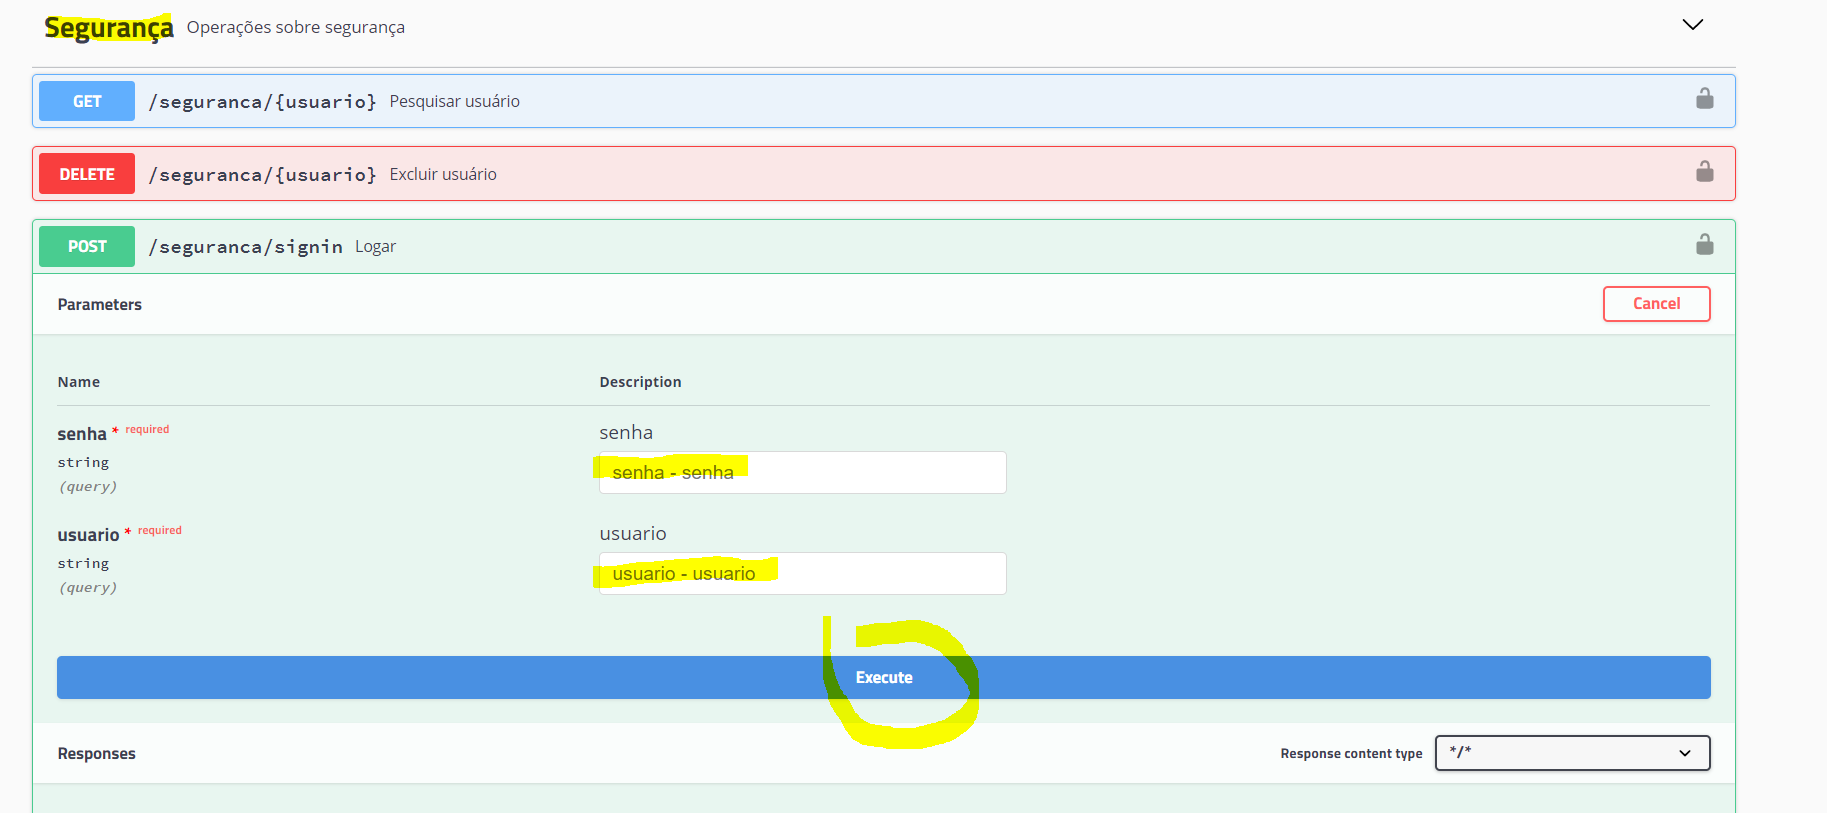 Segurança Operações sobre segurança
GET /seguranca/{usuario} Pesquisar usuário
DELETE /seguranca/{usuario} Excluir usuário
POST /seguranca/signin Logar
Parameters Cancel
Name Description
senha * required senha
string senha - senha
(query)
usuario * required usuario
string usuario - usuario
(query)
Execute
Responses Response content type */*